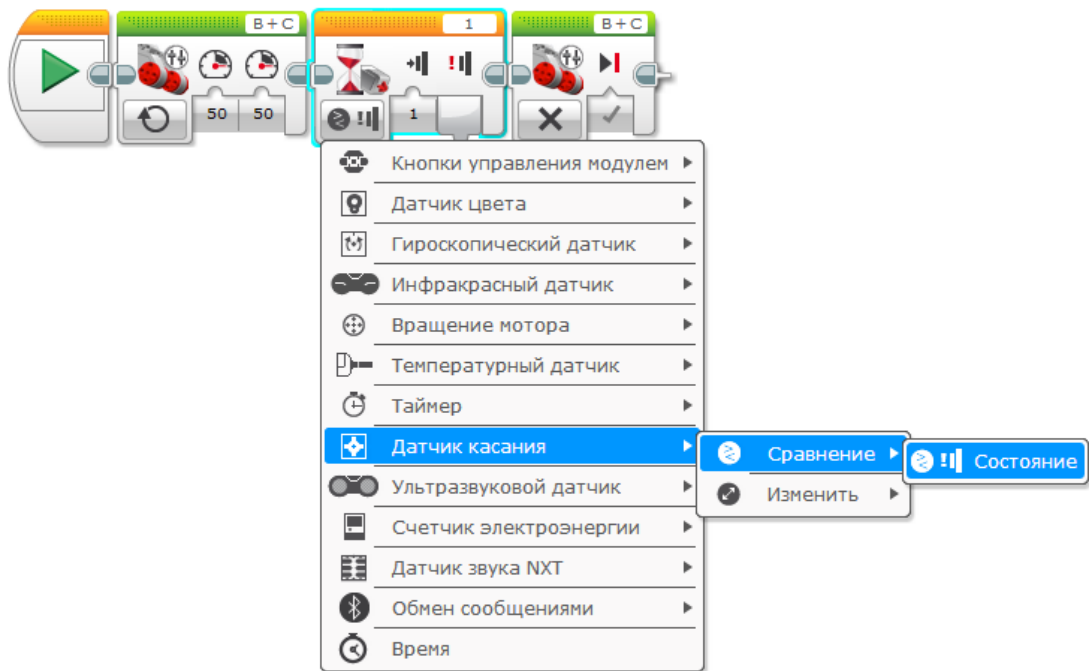 B+C 1 B+C
50 50 1
Кнопки управления модулем
Датчик цвета
Гироскопический датчик
Инфракрасный датчик
Вращение мотора
Температурный датчик
Таймер
Датчик касания
Сравнение
Состояние
Ультразвуковой датчик
Изменить
Счетчик электроэнергии
Датчик звука NXT
Обмен сообщениями
Время